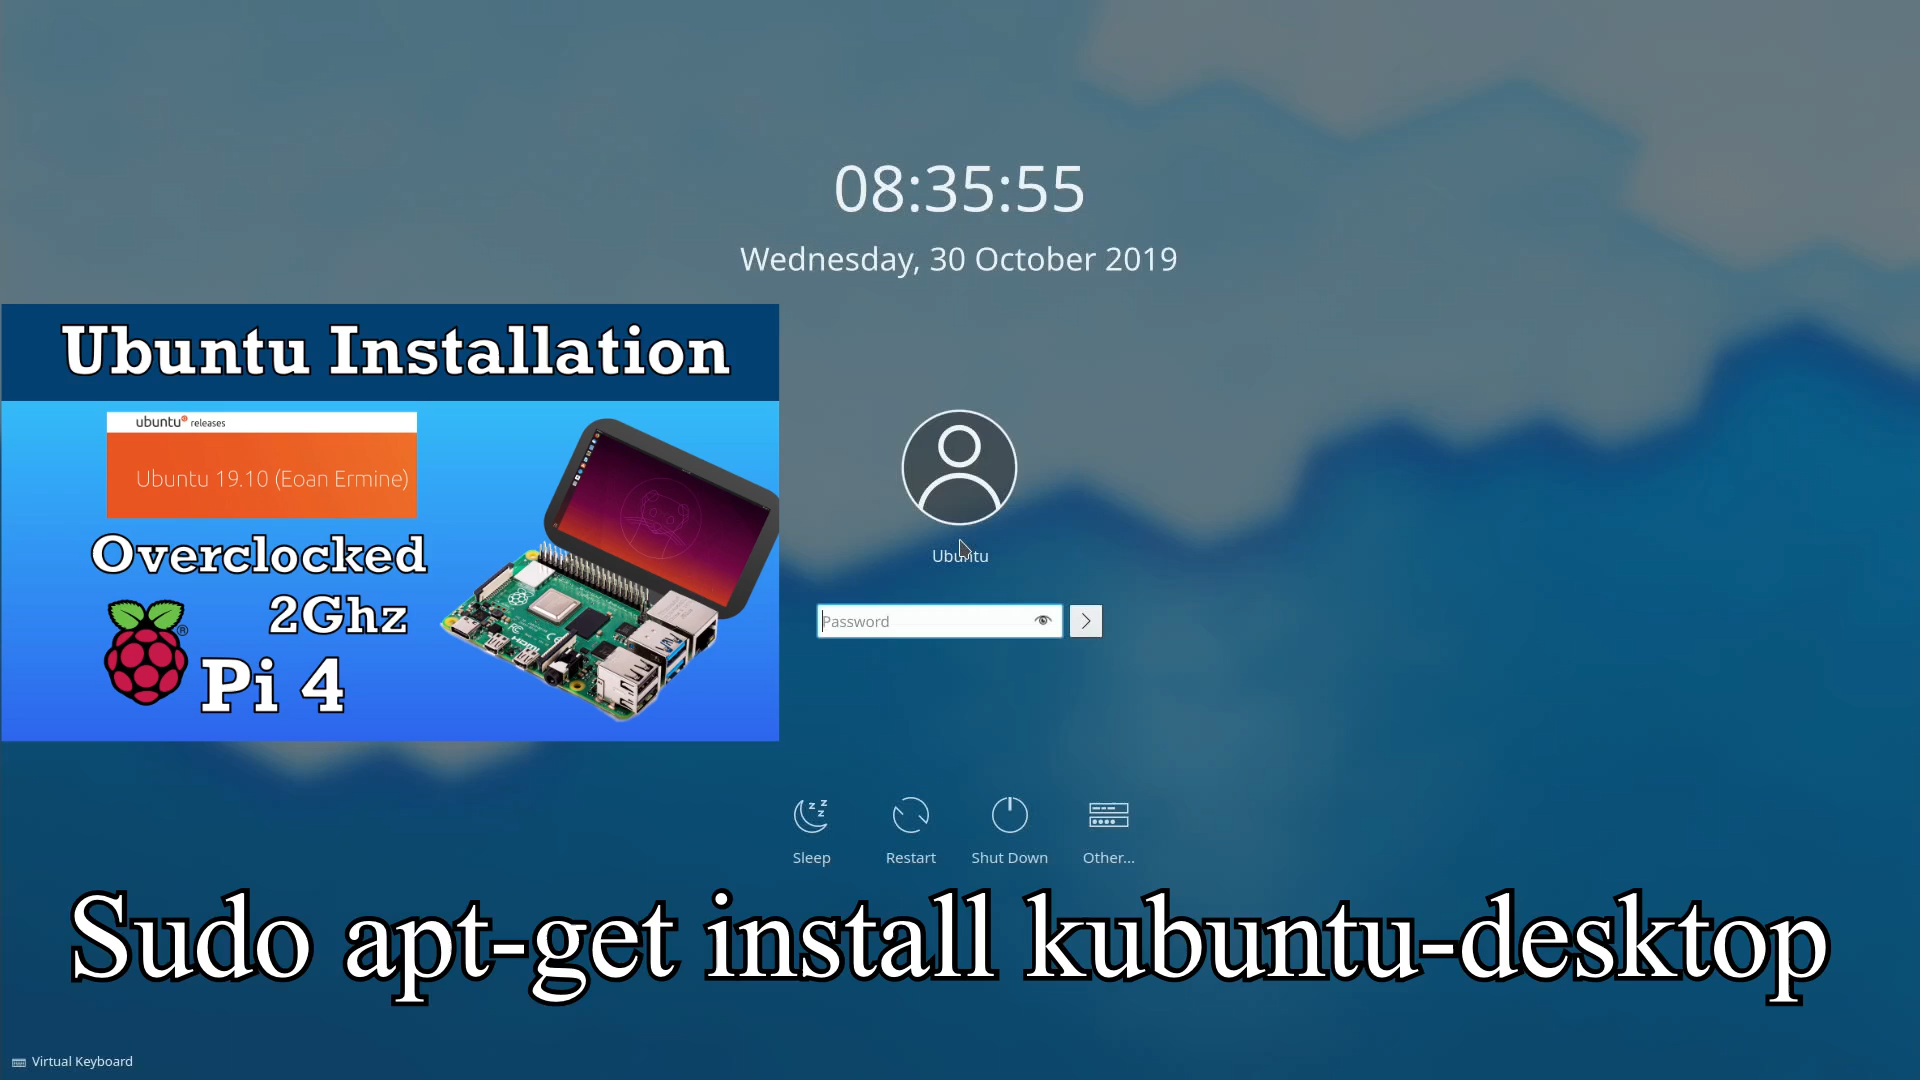 08:35:55
Wednesday, 30 October 2019
Ubuntu Installation
ubuntu releases
Ubuntu 19.10 (Eoan Ermine)
Overclocked
2Ghz
®
Pi 4
Ubuntu
Password
Sleep
Restart
Shut Down
Other...
Sudo apt-get install kubuntu-desktop
Virtual Keyboard